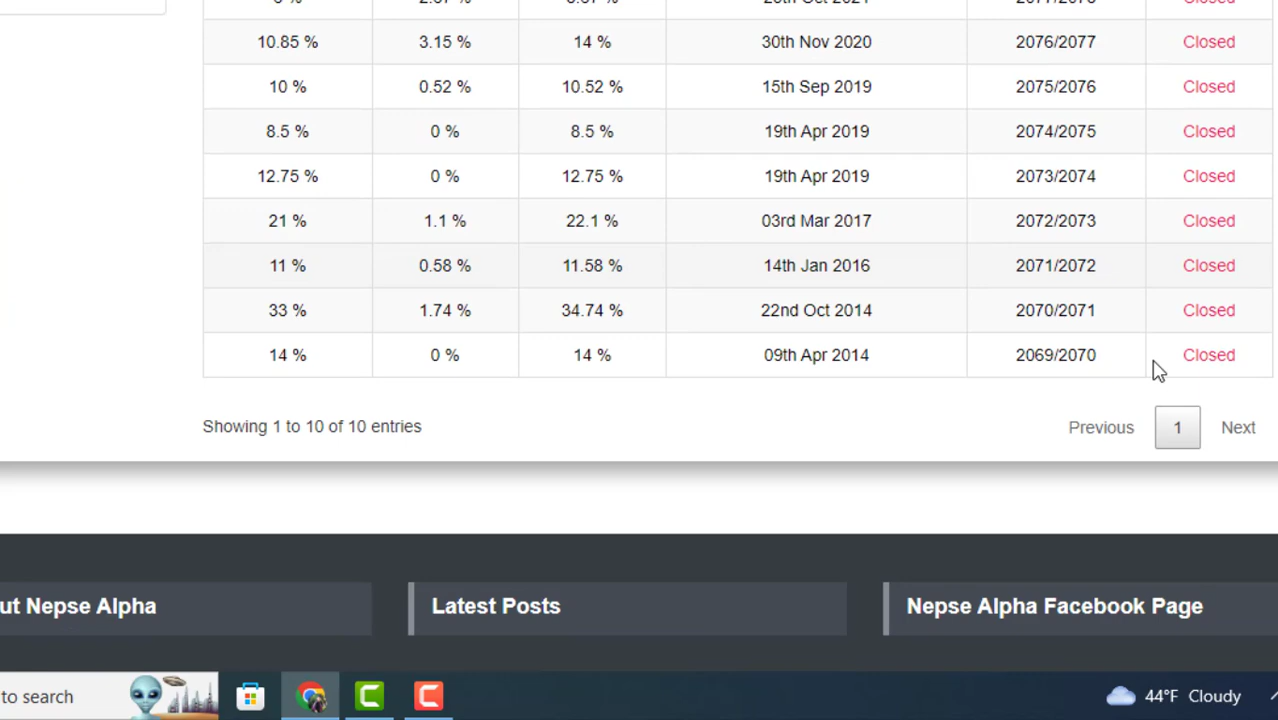 10.85 % 3.15 % 14 % 30th Nov 2020 2076/2077 Closed
10 % 0.52 % 10.52 % 15th Sep 2019 2075/2076 Closed
8.5 % 0 % 8.5 % 19th Apr 2019 2074/2075 Closed
12.75 % 0 % 12.75 % 19th Apr 2019 2073/2074 Closed
21 % 1.1 % 22.1 % 03rd Mar 2017 2072/2073 Closed
11 % 0.58 % 11.58 % 14th Jan 2016 2071/2072 Closed
33 % 1.74 % 34.74 % 22nd Oct 2014 2070/2071 Closed
14 % 0 % 14 % 09th Apr 2014 2069/2070 Closed
Showing 1 to 10 of 10 entries Previous 1 Next
ut Nepse Alpha Latest Posts Nepse Alpha Facebook Page
to search 44°F Cloudy